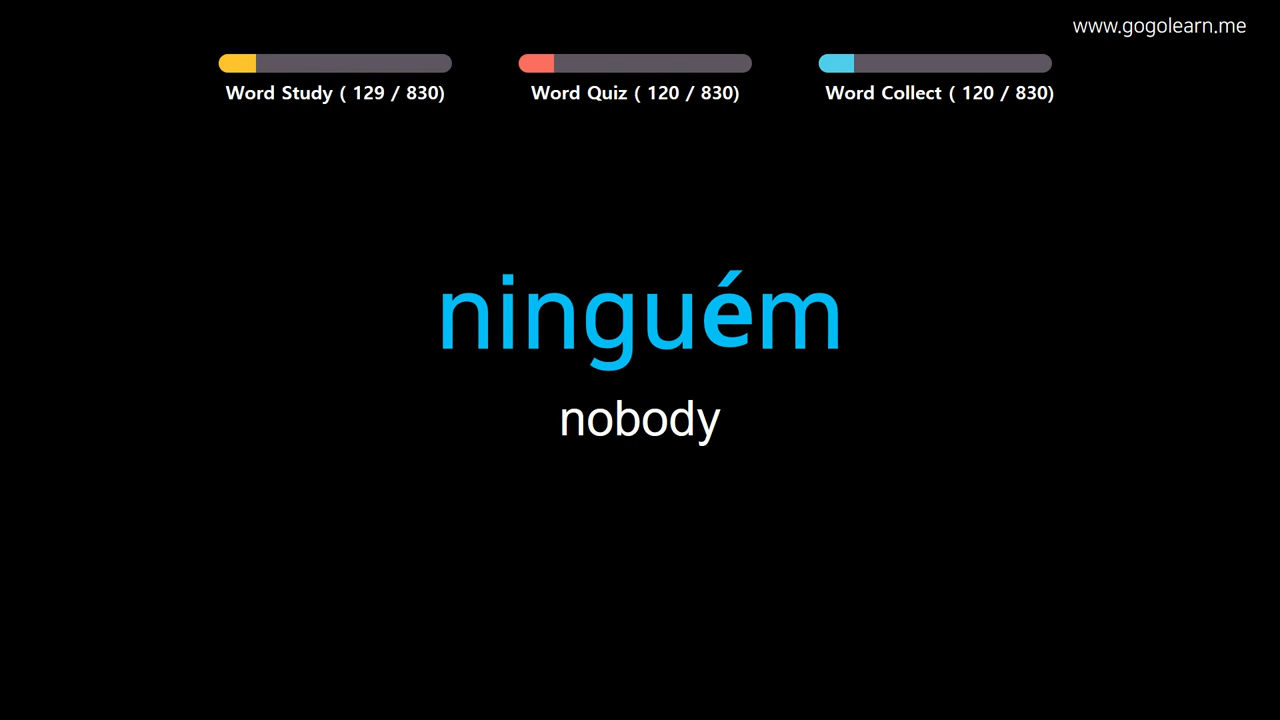 www.gogolearn.me
Word Study ( 129 / 830)
Word Quiz ( 120 / 830)
Word Collect ( 120 / 830)
ninguém
nobody